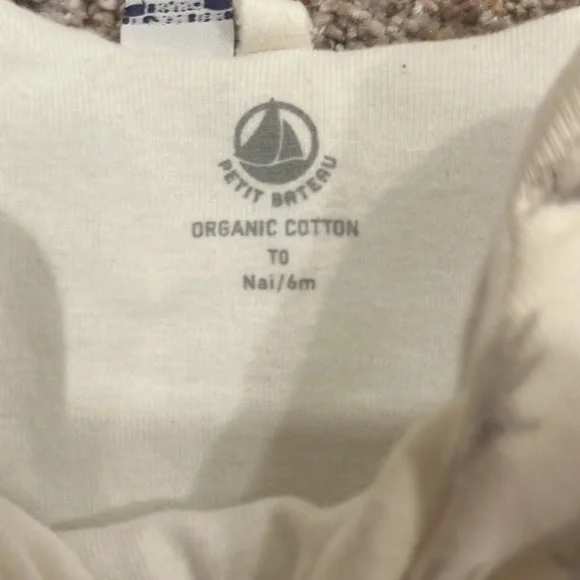 PETIT BATEAU
ORGANIC COTTON
T0
Nai/6m